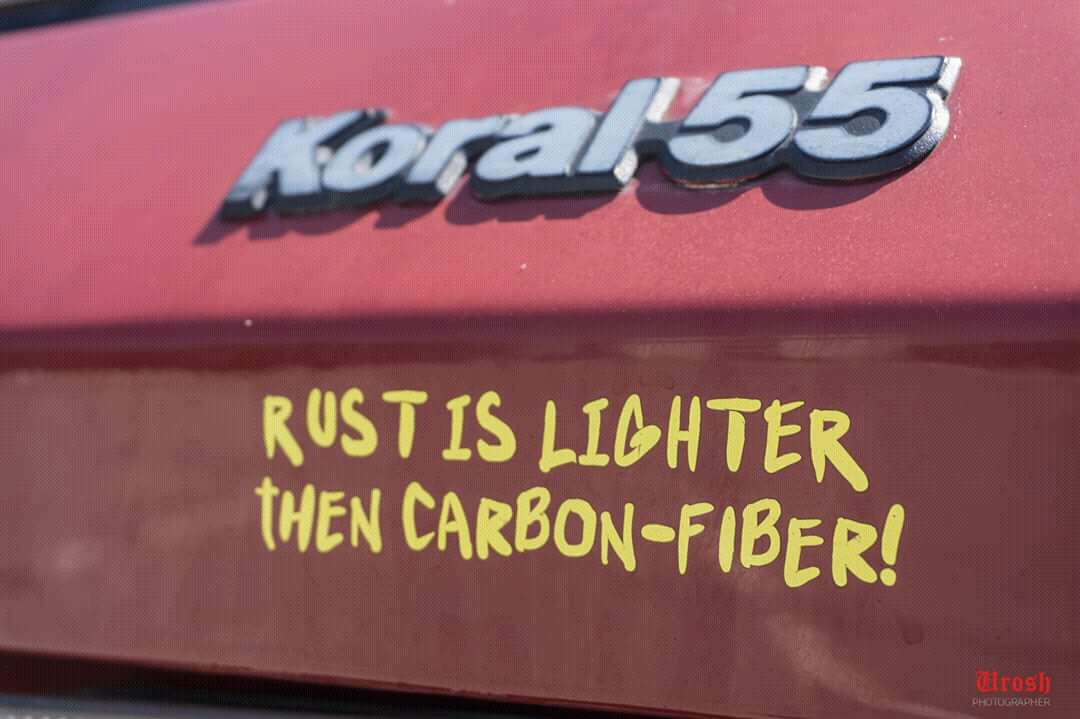 Koral 55
RUST IS LIGHTER
tHEN CARBON-FIBER!
Urosh
PHOTOGRAPHER